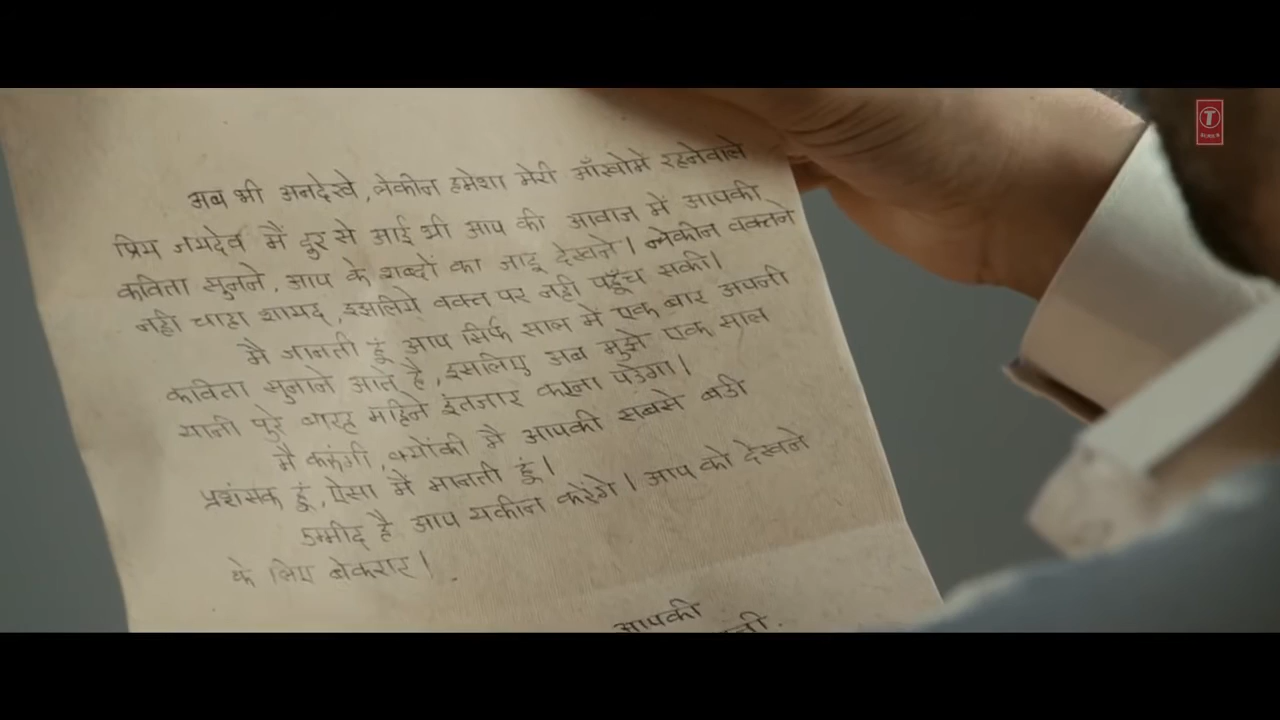 अब भी अनदेखे, लेकीन हमेशा मेरी आँखोमे रहनेवाले
प्रिय जयदेव मैं दुर से आई थी आप की आवाज में आपकी
कविता सुनने, आप के शब्दों का जादू देखने। लेकीन वक्तने
नही चाहा शायद, इसलिये वक्त पर नही पहूँच सकी।
मै जानती हूं आप सिर्फ साल में एक बार अपनी
कविता सुनाने आते है, इसलिए अब मुझे एक साल
यानी पुरे बारह महिने इंतजार करना पडेगा।
मै करुंगी, क्योंकी मै आपकी सबसे बडी
प्रशंसक हूं, ऐसा मैं मानती हूं।
उम्मीद है आप यकीन करेंगे। आप को देखने
के लिए बेकरार।
आपकी
T